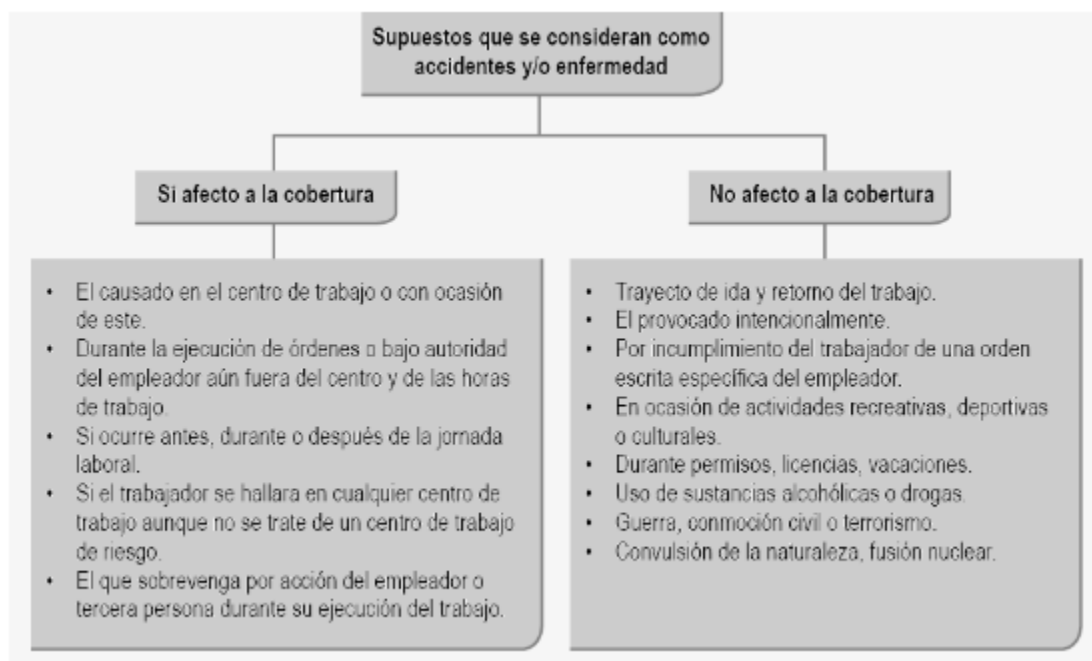 Supuestos que se consideran como
accidentes y/o enfermedad
Sí afecto a la cobertura
No afecto a la cobertura
• El causado en el centro de trabajo o con ocasión
de este.
• Durante la ejecución de órdenes o bajo autoridad
del empleador aún fuera del centro y de las horas
de trabajo.
• Si ocurre antes, durante o después de la jornada
laboral.
• Si el trabajador se hallara en cualquier centro de
trabajo aunque no se trate de un centro de trabajo
de riesgo.
• El que sobrevenga por acción del empleador o
tercera persona durante su ejecución del trabajo.
• Trayecto de ida y retorno del trabajo.
• El provocado intencionalmente.
• Por incumplimiento del trabajador de una orden
escrita específica del empleador.
• En ocasión de actividades recreativas, deportivas
o culturales.
• Durante permisos, licencias, vacaciones.
• Uso de sustancias alcohólicas o drogas.
• Guerra, conmoción civil o terrorismo.
• Convulsión de la naturaleza, fusión nuclear.